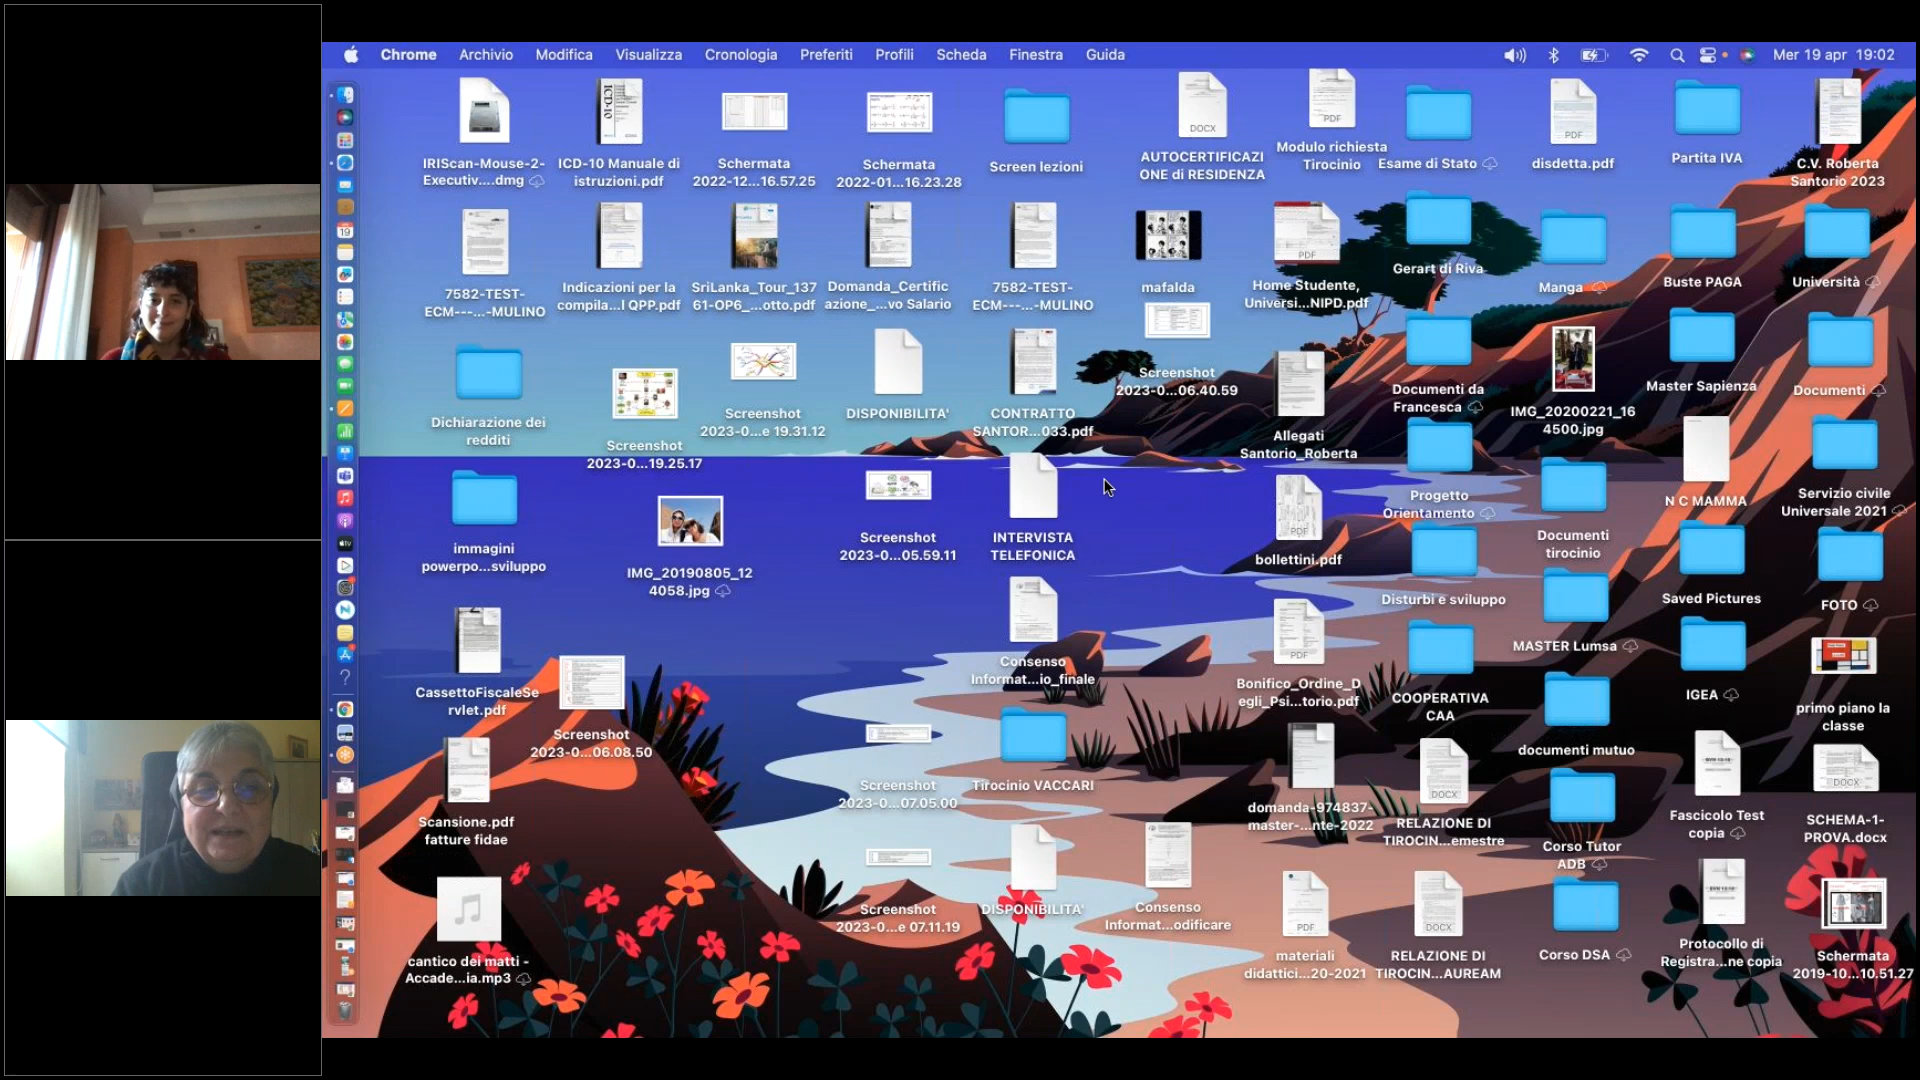 Chrome Archivio Modifica Visualizza Cronologia Preferiti Profili Scheda Finestra Guida
Mer 19 apr 19:02
IRIScan-Mouse-2-
Executiv....dmg
ICD-10 Manuale di
istruzioni.pdf
Schermata
2022-12...16.57.25
Schermata
2022-01...16.23.28
Screen lezioni
DOCX
AUTOCERTIFICAZI
ONE di RESIDENZA
PDF
Modulo richiesta
Tirocinio
Esame di Stato
PDF
disdetta.pdf
Partita IVA
C.V. Roberta
Santorio 2023
7582-TEST-
ECM---...-MULINO
Indicazioni per la
compila...l QPP.pdf
SriLanka_Tour_137
61-OP6_...otto.pdf
Domanda_Certific
azione_...vo Salario
7582-TEST-
ECM---...-MULINO
mafalda
PDF
Home Studente,
Universi...NIPD.pdf
Gerart di Riva
Manga
Buste PAGA
Università
Dichiarazione dei
redditi
Screenshot
2023-0...19.25.17
Screenshot
2023-0...e 19.31.12
DISPONIBILITA'
CONTRATTO
SANTOR...033.pdf
Screenshot
2023-0...06.40.59
Allegati
Santorio_Roberta
Documenti da
Francesca
IMG_20200221_16
4500.jpg
Master Sapienza
Documenti
immagini
powerpo...sviluppo
IMG_20190805_12
4058.jpg
Screenshot
2023-0...05.59.11
INTERVISTA
TELEFONICA
PDF
bollettini.pdf
Progetto
Orientamento
Documenti
tirocinio
N C MAMMA
Servizio civile
Universale 2021
CassettoFiscaleSe
rvlet.pdf
Screenshot
2023-0...06.08.50
Consenso
Informat...io_finale
PDF
Bonifico_Ordine_D
egli_Psi...torio.pdf
Disturbi e sviluppo
MASTER Lumsa
Saved Pictures
FOTO
COOPERATIVA
CAA
IGEA
primo piano la
classe
Scansione.pdf
fatture fidae
Screenshot
2023-0...07.05.00
Tirocinio VACCARI
domanda-974837-
master-...nte-2022
DOCX
RELAZIONE DI
TIROCIN...emestre
documenti mutuo
Fascicolo Test
copia
DOCX
SCHEMA-1-
PROVA.docx
Corso Tutor
ADB
cantico dei matti -
Accade...ia.mp3
Screenshot
2023-0...e 07.11.19
DISPONIBILITA'
Consenso
Informat...odificare
PDF
materiali
didattici...20-2021
DOCX
RELAZIONE DI
TIROCIN...AUREAM
Corso DSA
Protocollo di
Registra...ne copia
Schermata
2019-10...10.51.27